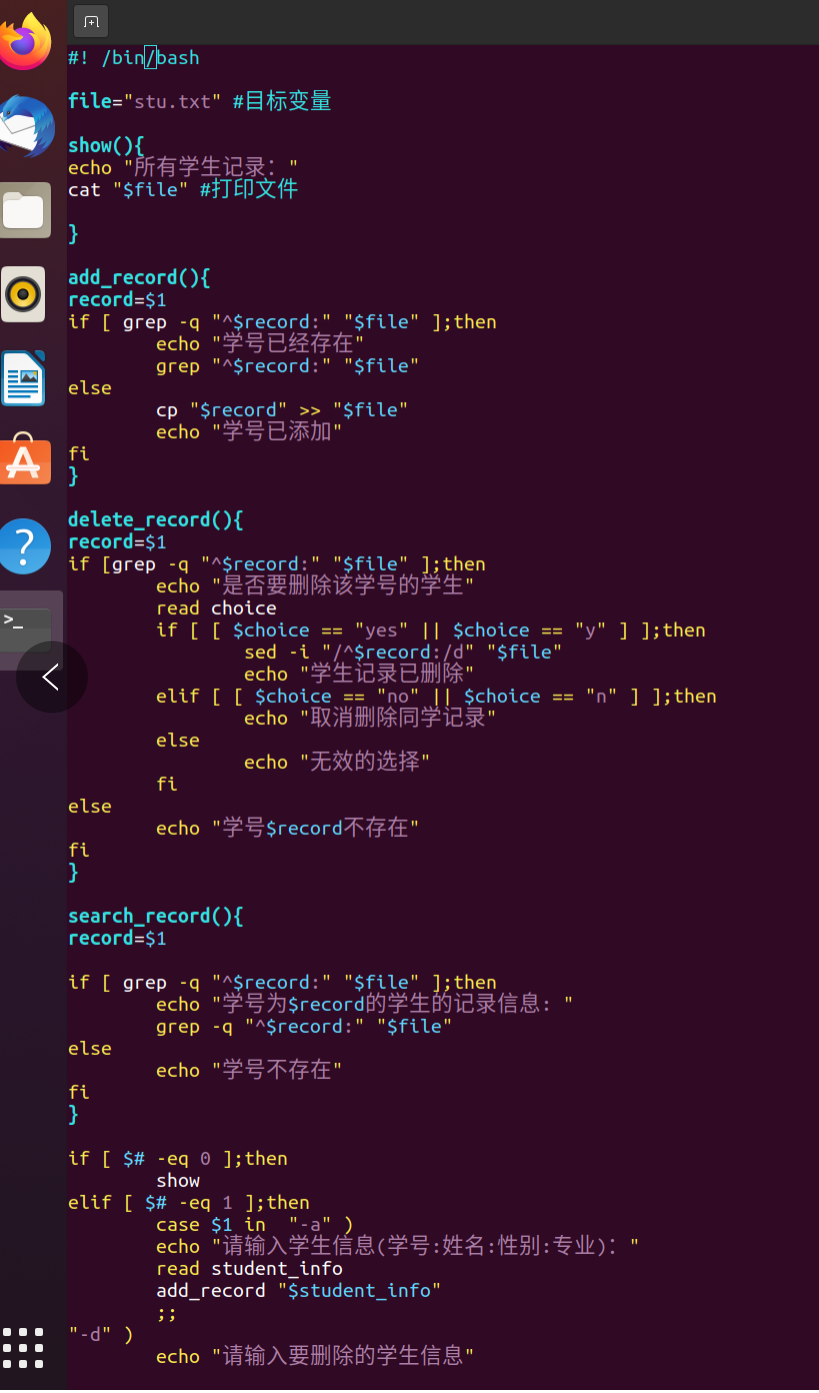 #! /bin/bash
file="stu.txt" #目标变量
show(){
echo "所有学生记录："
cat "$file" #打印文件
}
add_record(){
record=$1
if [ grep -q "^$record:" "$file" ];then
echo "学号已经存在"
grep "^$record:" "$file"
else
cp "$record" >> "$file"
echo "学号已添加"
fi
}
delete_record(){
record=$1
if [grep -q "^$record:" "$file" ];then
echo "是否要删除该学号的学生"
read choice
if [ [ $choice == "yes" || $choice == "y" ] ];then
sed -i "/^$record:/d" "$file"
echo "学生记录已删除"
elif [ [ $choice == "no" || $choice == "n" ] ];then
echo "取消删除同学记录"
else
echo "无效的选择"
fi
else
echo "学号$record不存在"
fi
}
search_record(){
record=$1
if [ grep -q "^$record:" "$file" ];then
echo "学号为$record的学生的记录信息："
grep -q "^$record:" "$file"
else
echo "学号不存在"
fi
}
if [ $# -eq 0 ];then
show
elif [ $# -eq 1 ];then
case $1 in  "-a" )
echo "请输入学生信息(学号:姓名:性别:专业)："
read student_info
add_record "$student_info"
;;
"-d" )
echo "请输入要删除的学生信息"